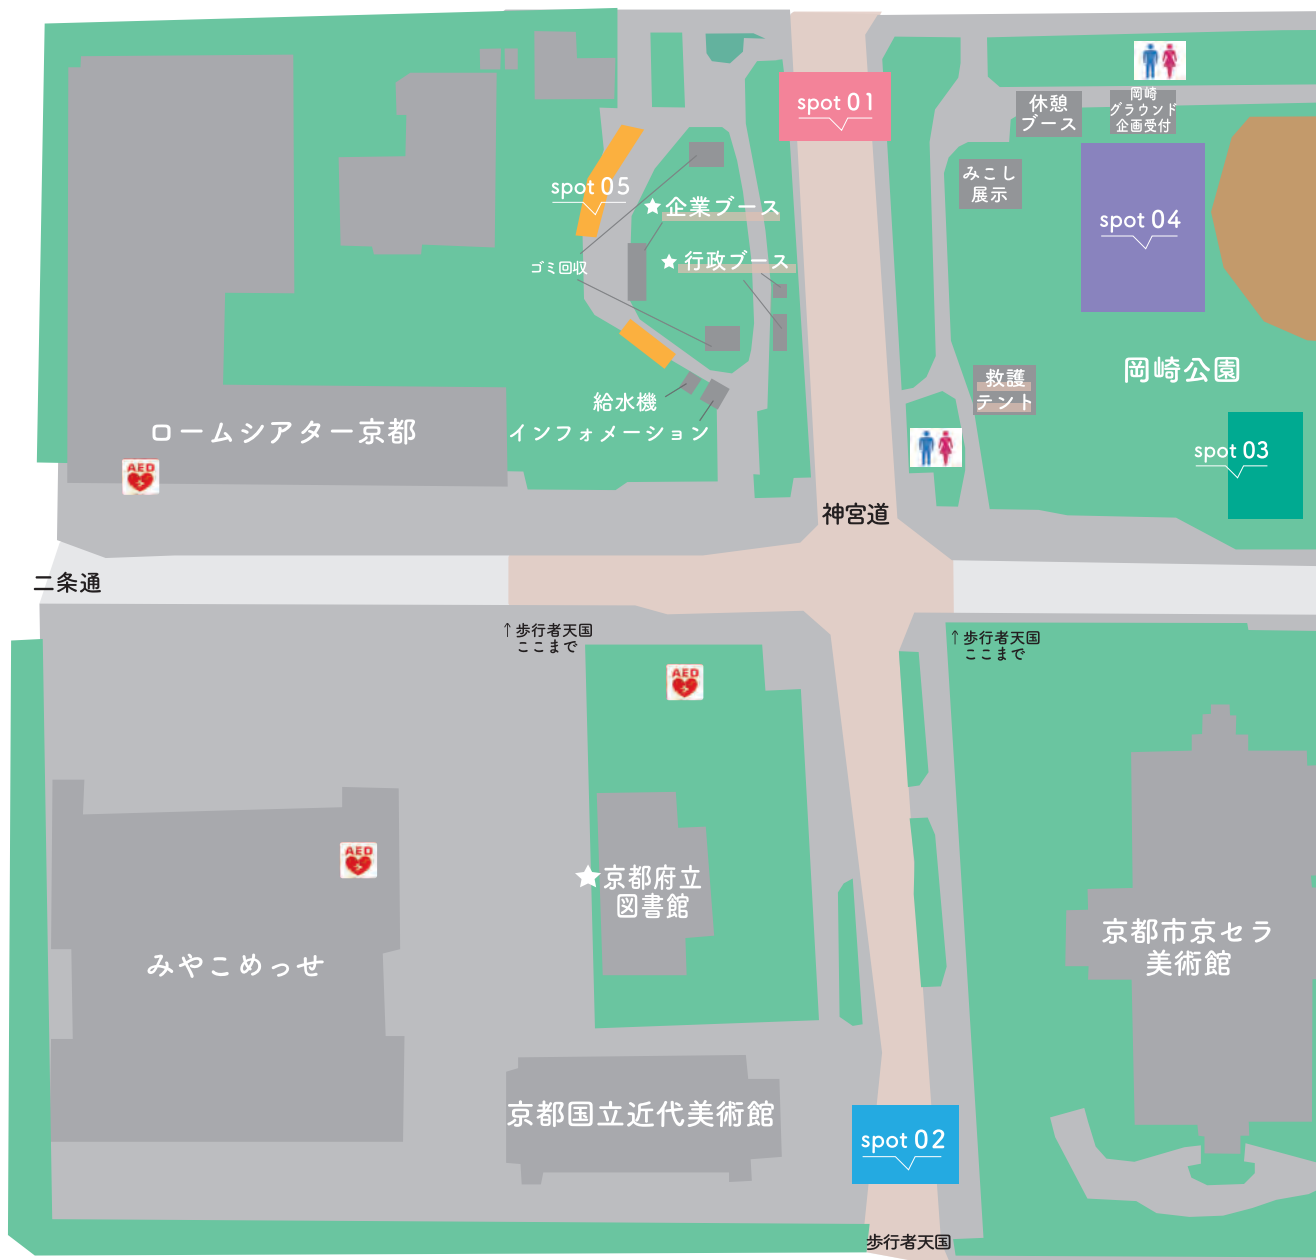 spot 01
休憩
ブース
岡崎
グラウンド
企画受付
みこし
展示
spot 05
★企業ブース
spot 04
★行政ブース
ゴミ回収
岡崎公園
救護
テント
給水機
インフォメーション
ロームシアター京都
AED
spot 03
神宮道
二条通
↑歩行者天国
ここまで
↑歩行者天国
ここまで
AED
AED
★京都府立
図書館
みやこめっせ
京都市京セラ
美術館
京都国立近代美術館
spot 02
歩行者天国